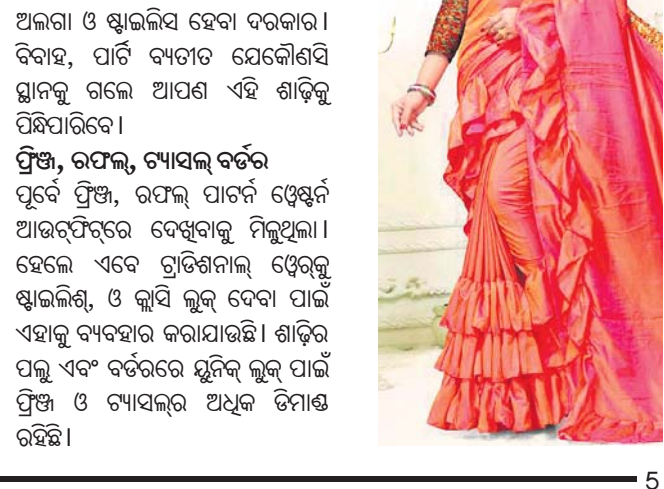 ଅଲଗା ଓ ଷ୍ଟାଇଲିସ ହେବା ଦରକାର।
ବିବାହ, ପାର୍ଟି ବ୍ୟତୀତ ଯେକୌଣସି
ସ୍ଥାନକୁ ଗଲେ ଆପଣ ଏହି ଶାଢ଼ିକୁ
ପିନ୍ଧିପାରିବେ।
ଫ୍ରିଞ୍ଜ, ରଫଲ୍, ଟ୍ୟାସଲ୍ ବର୍ଡର
ପୂର୍ବେ ଫ୍ରିଞ୍ଜ, ରଫଲ୍ ପାଟର୍ନ ୱେଷ୍ଟର୍ନ
ଆଉଟ୍‌ଫିଟ୍‌ରେ ଦେଖିବାକୁ ମିଳୁଥିଲା।
ହେଲେ ଏବେ ଟ୍ରାଡିଶନାଲ୍ ୱେର୍‌କୁ
ଷ୍ଟାଇଲିଶ୍, ଓ କ୍ଲାସି ଲୁକ୍ ଦେବା ପାଇଁ
ଏହାକୁ ବ୍ୟବହାର କରାଯାଉଛି। ଶାଢ଼ିର
ପଲୁ ଏବଂ ବର୍ଡରରେ ୟୁନିକ୍ ଲୁକ୍ ପାଇଁ
ଫ୍ରିଞ୍ଜ ଓ ଟ୍ୟାସଲ୍‌ର ଅଧିକ ଡିମାଣ୍ଡ
ରହିଛି।
5